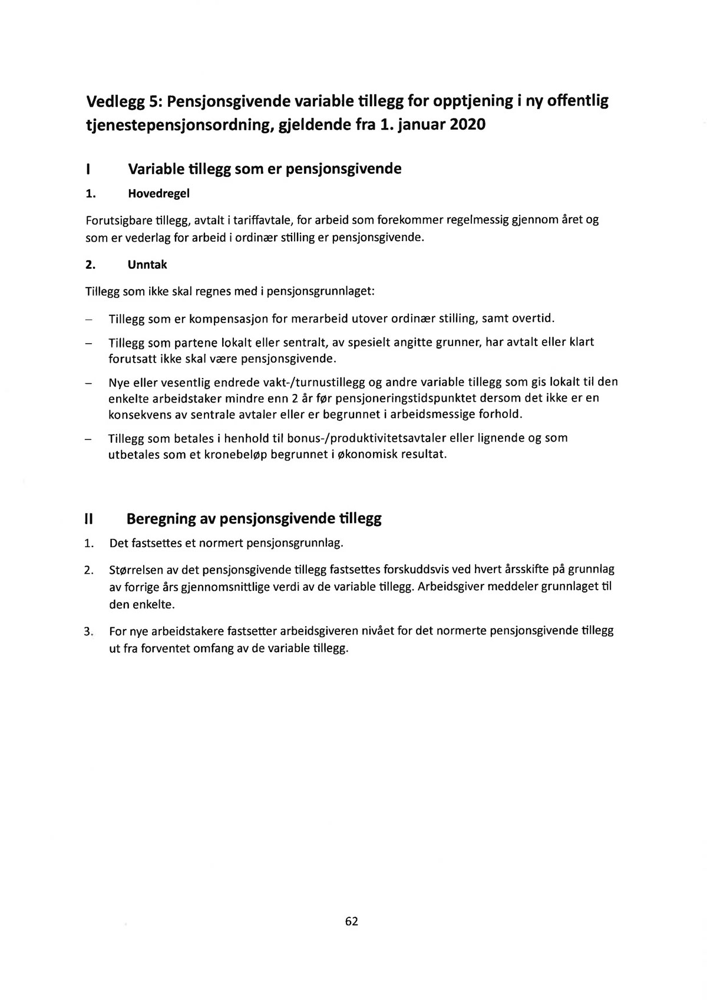 Vedlegg 5: Pensjonsgivende variable tillegg for opptjening i ny offentlig
tjenestepensjonsordning, gjeldende fra 1. januar 2020
I Variable tillegg som er pensjonsgivende
1. Hovedregel
Forutsigbare tillegg, avtalt i tariffavtale, for arbeid som forekommer regelmessig gjennom året og
som er vederlag for arbeid i ordinær stilling er pensjonsgivende.
2. Unntak
Tillegg som ikke skal regnes med i pensjonsgrunnlaget:
– Tillegg som er kompensasjon for merarbeid utover ordinær stilling, samt overtid.
– Tillegg som partene lokalt eller sentralt, av spesielt angitte grunner, har avtalt eller klart
forutsatt ikke skal være pensjonsgivende.
– Nye eller vesentlig endrede vakt-/turnustillegg og andre variable tillegg som gis lokalt til den
enkelte arbeidstaker mindre enn 2 år før pensjoneringstidspunktet dersom det ikke er en
konsekvens av sentrale avtaler eller er begrunnet i arbeidsmessige forhold.
– Tillegg som betales i henhold til bonus-/produktivitetsavtaler eller lignende og som
utbetales som et kronebeløp begrunnet i økonomisk resultat.
II Beregning av pensjonsgivende tillegg
1. Det fastsettes et normert pensjonsgrunnlag.
2. Størrelsen av det pensjonsgivende tillegg fastsettes forskuddsvis ved hvert årsskifte på grunnlag
av forrige års gjennomsnittlige verdi av de variable tillegg. Arbeidsgiver meddeler grunnlaget til
den enkelte.
3. For nye arbeidstakere fastsetter arbeidsgiveren nivået for det normerte pensjonsgivende tillegg
ut fra forventet omfang av de variable tillegg.
62